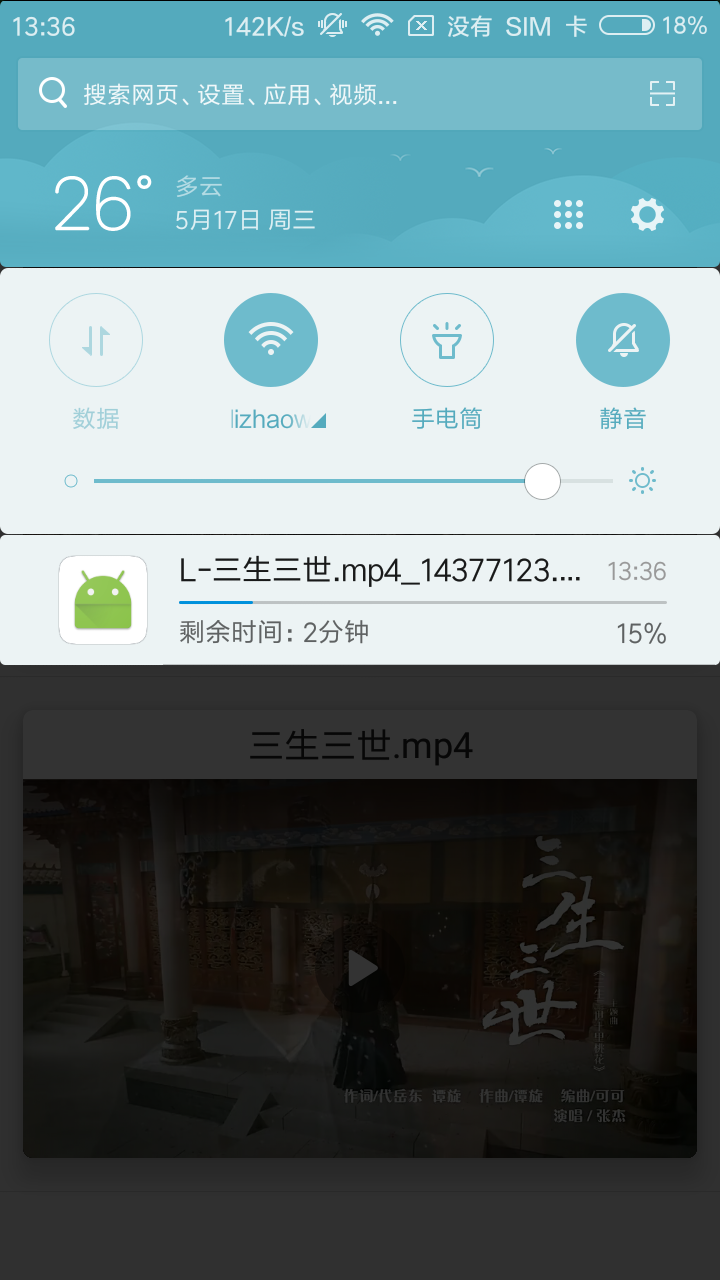 13:36 142K/s 没有 SIM 卡 18%
搜索网页、设置、应用、视频...
26°
多云
5月17日 周三
数据 lizhaow 手电筒 静音
L-三生三世.mp4_14377123.... 13:36
剩余时间：2分钟 15%
三生三世.mp4
三生三世
作词/代岳东 谭旋 作曲/谭旋 编曲/可可
演唱 / 张杰